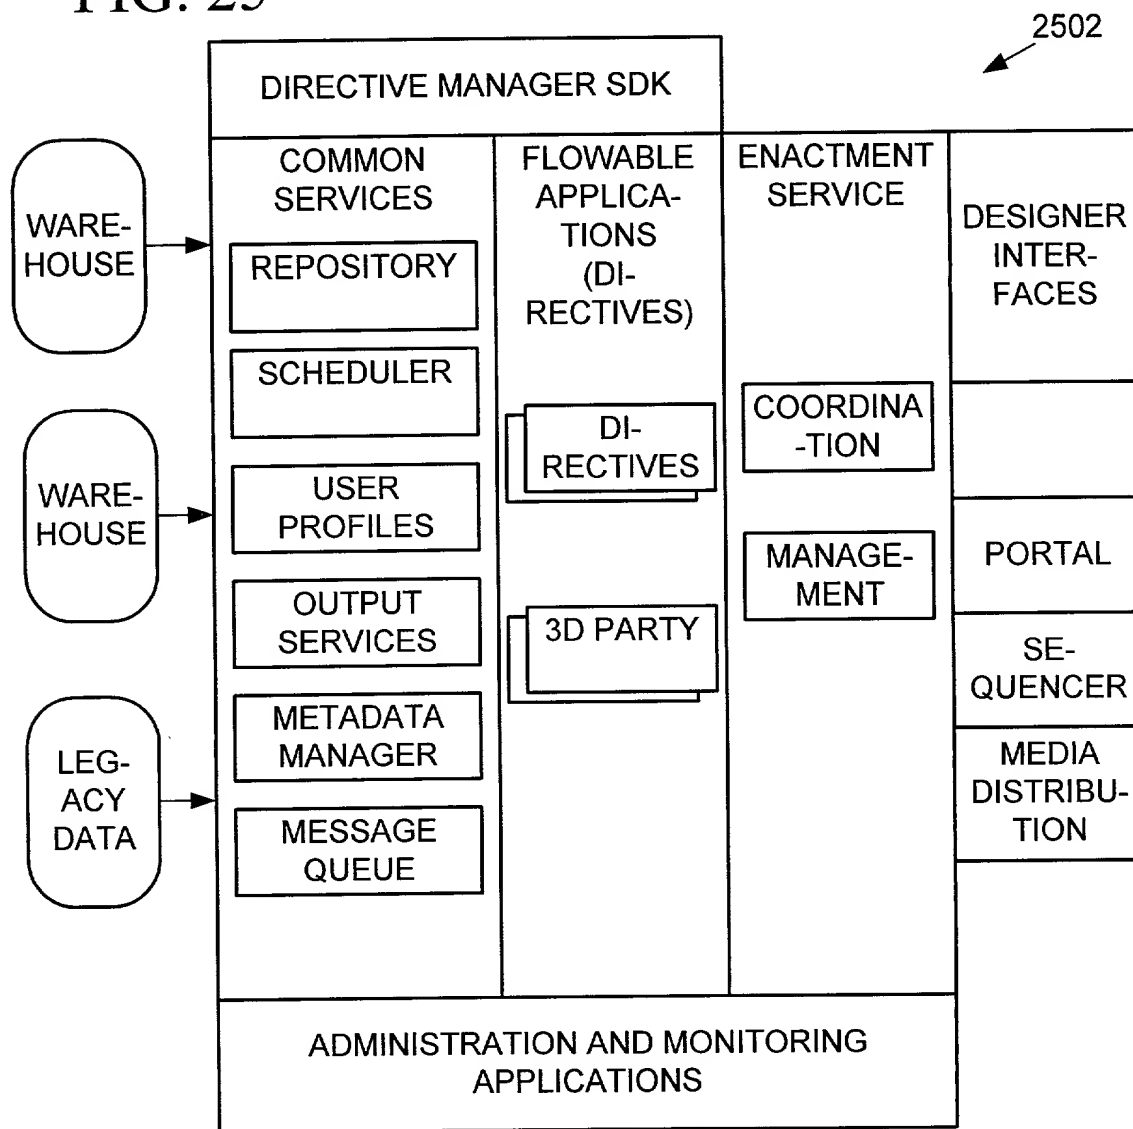 FIG. 25
2502
DIRECTIVE MANAGER SDK
WARE-
HOUSE
WARE-
HOUSE
LEG-
ACY
DATA
COMMON
SERVICES
REPOSITORY
SCHEDULER
USER
PROFILES
OUTPUT
SERVICES
METADATA
MANAGER
MESSAGE
QUEUE
FLOWABLE
APPLICA-
TIONS
(DI-
RECTIVES)
DI-
RECTIVES
3D PARTY
ENACTMENT
SERVICE
COORDINA
-TION
MANAGE-
MENT
DESIGNER
INTER-
FACES
PORTAL
SE-
QUENCER
MEDIA
DISTRIBU-
TION
ADMINISTRATION AND MONITORING
APPLICATIONS